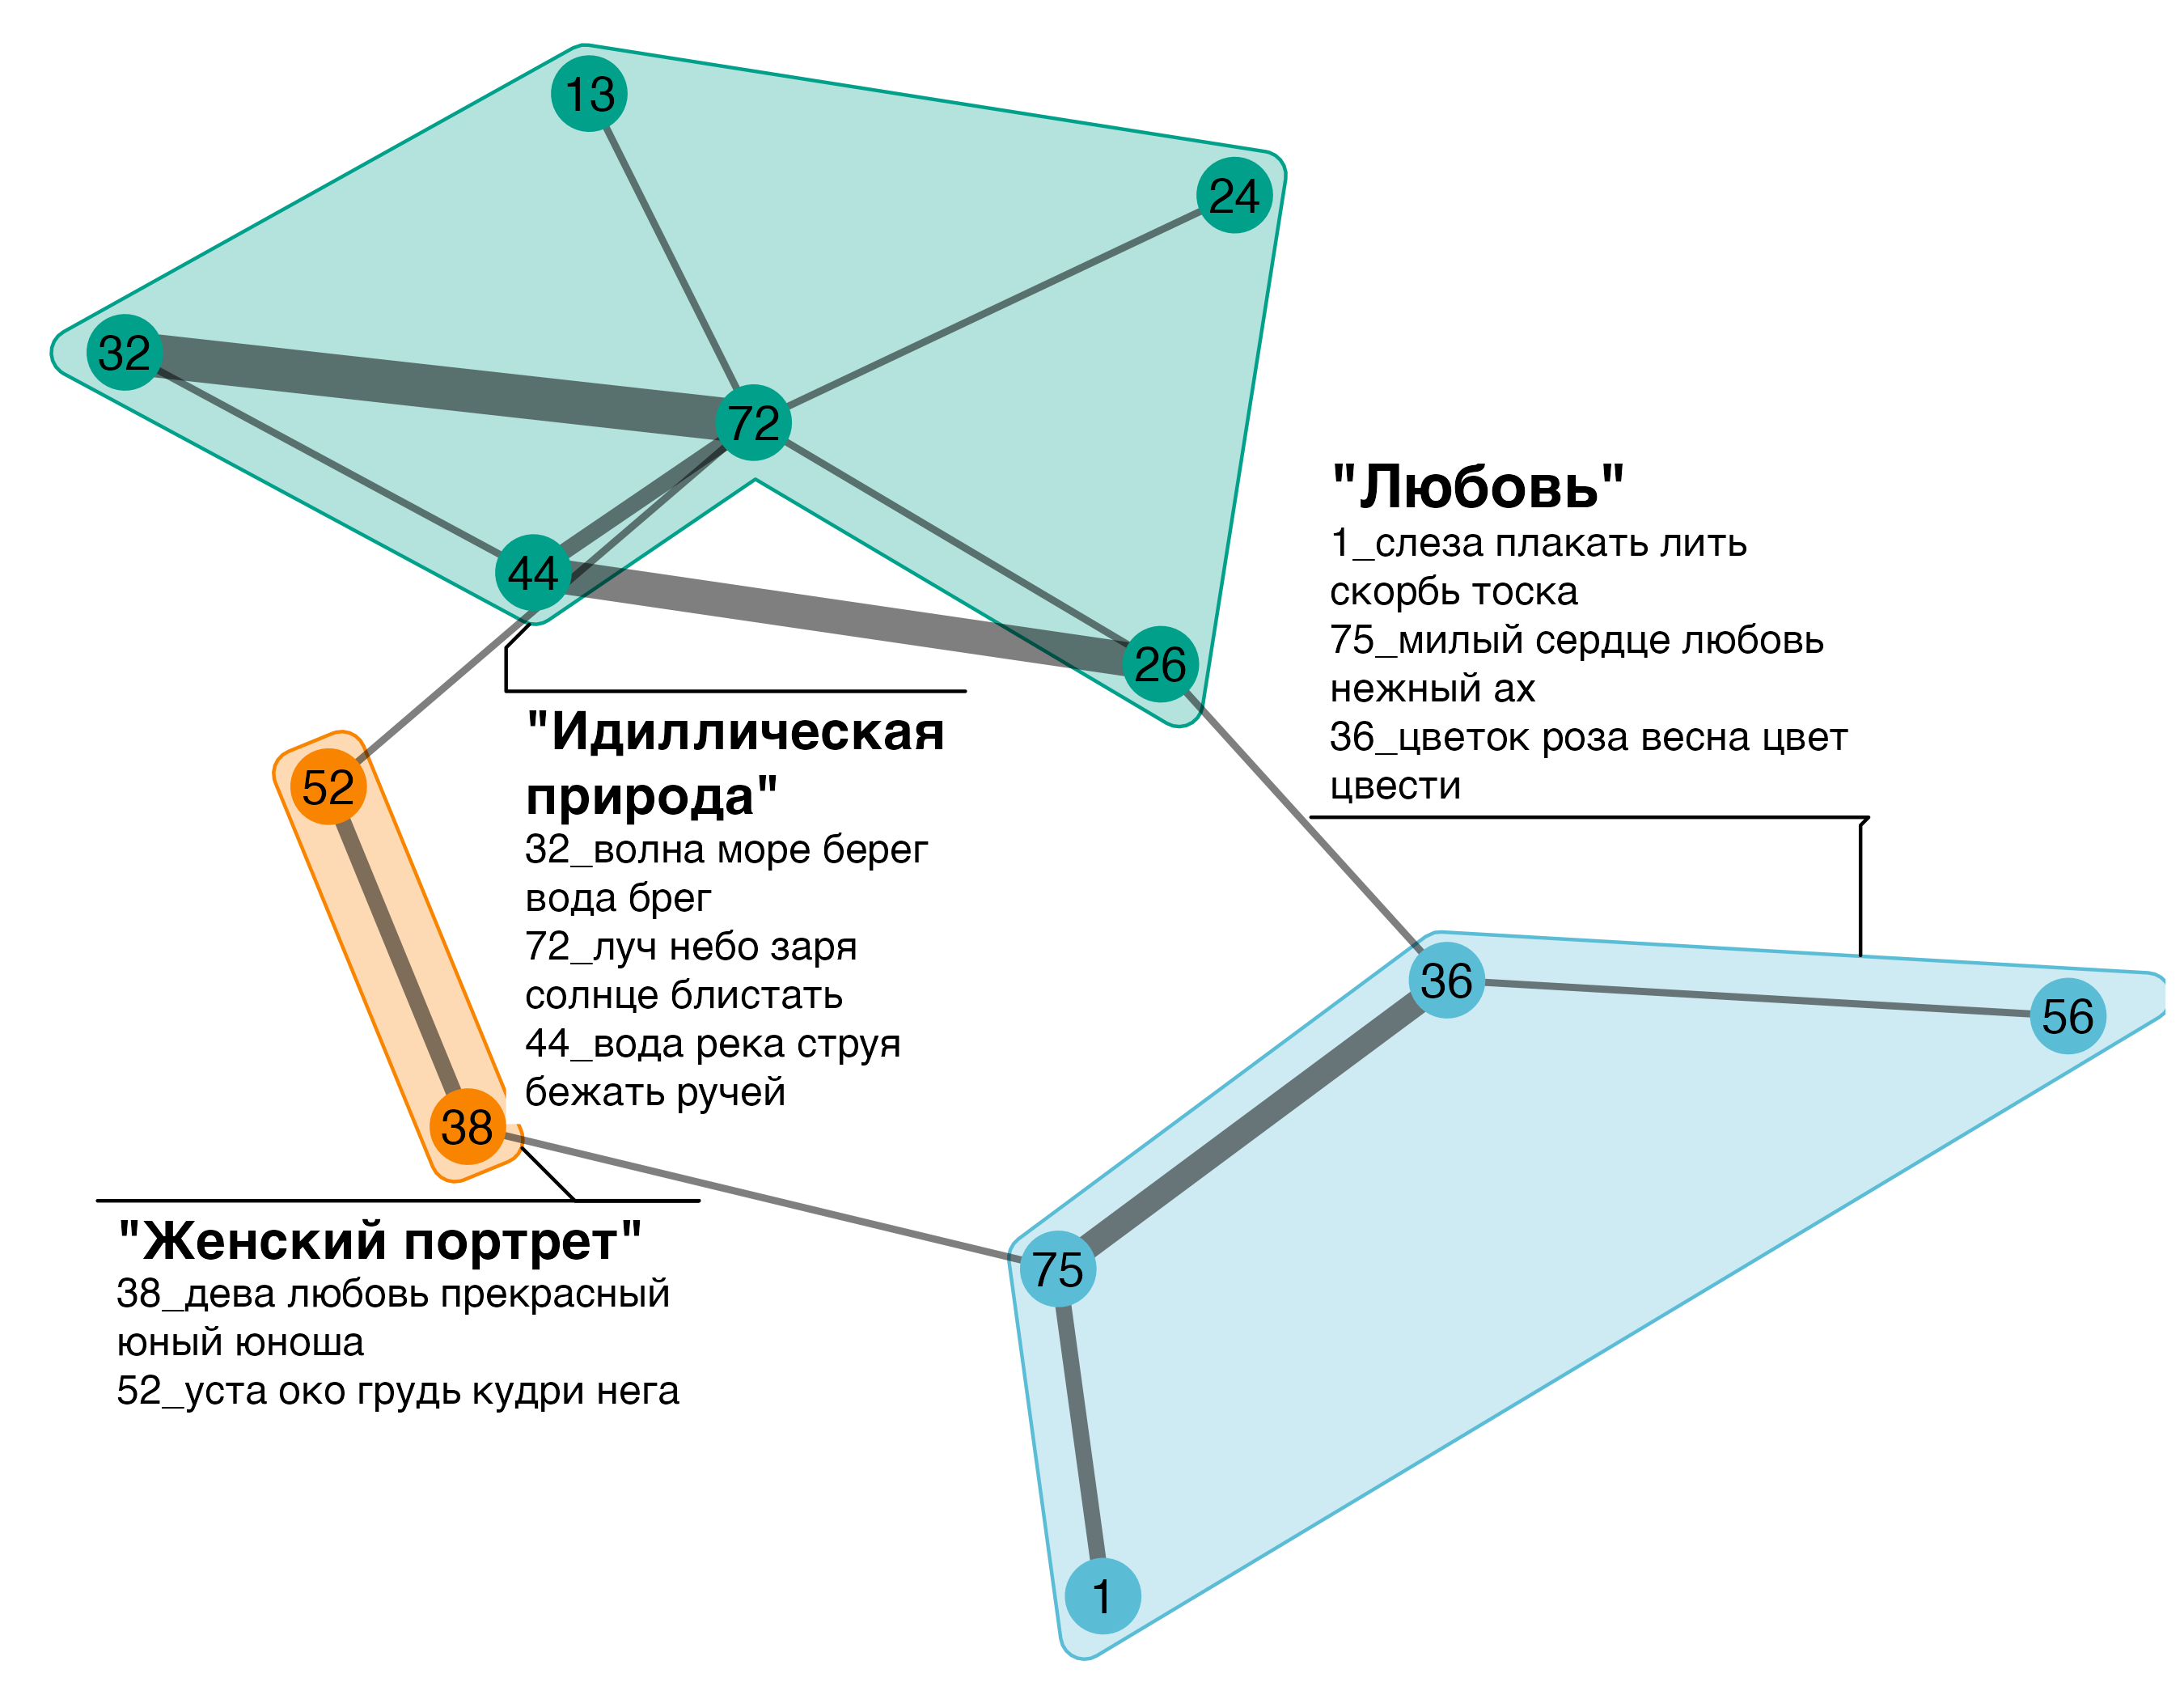 13
24
32
72
44
26
"Любовь"
1_слеза плакать лить
скорбь тоска
75_милый сердце любовь
нежный ах
36_цветок роза весна цвет
цвести
52
"Идиллическая
природа"
32_волна море берег
вода брег
72_луч небо заря
солнце блистать
44_вода река струя
бежать ручей
36
56
38
75
"Женский портрет"
38_дева любовь прекрасный
юный юноша
52_уста око грудь кудри нега
1